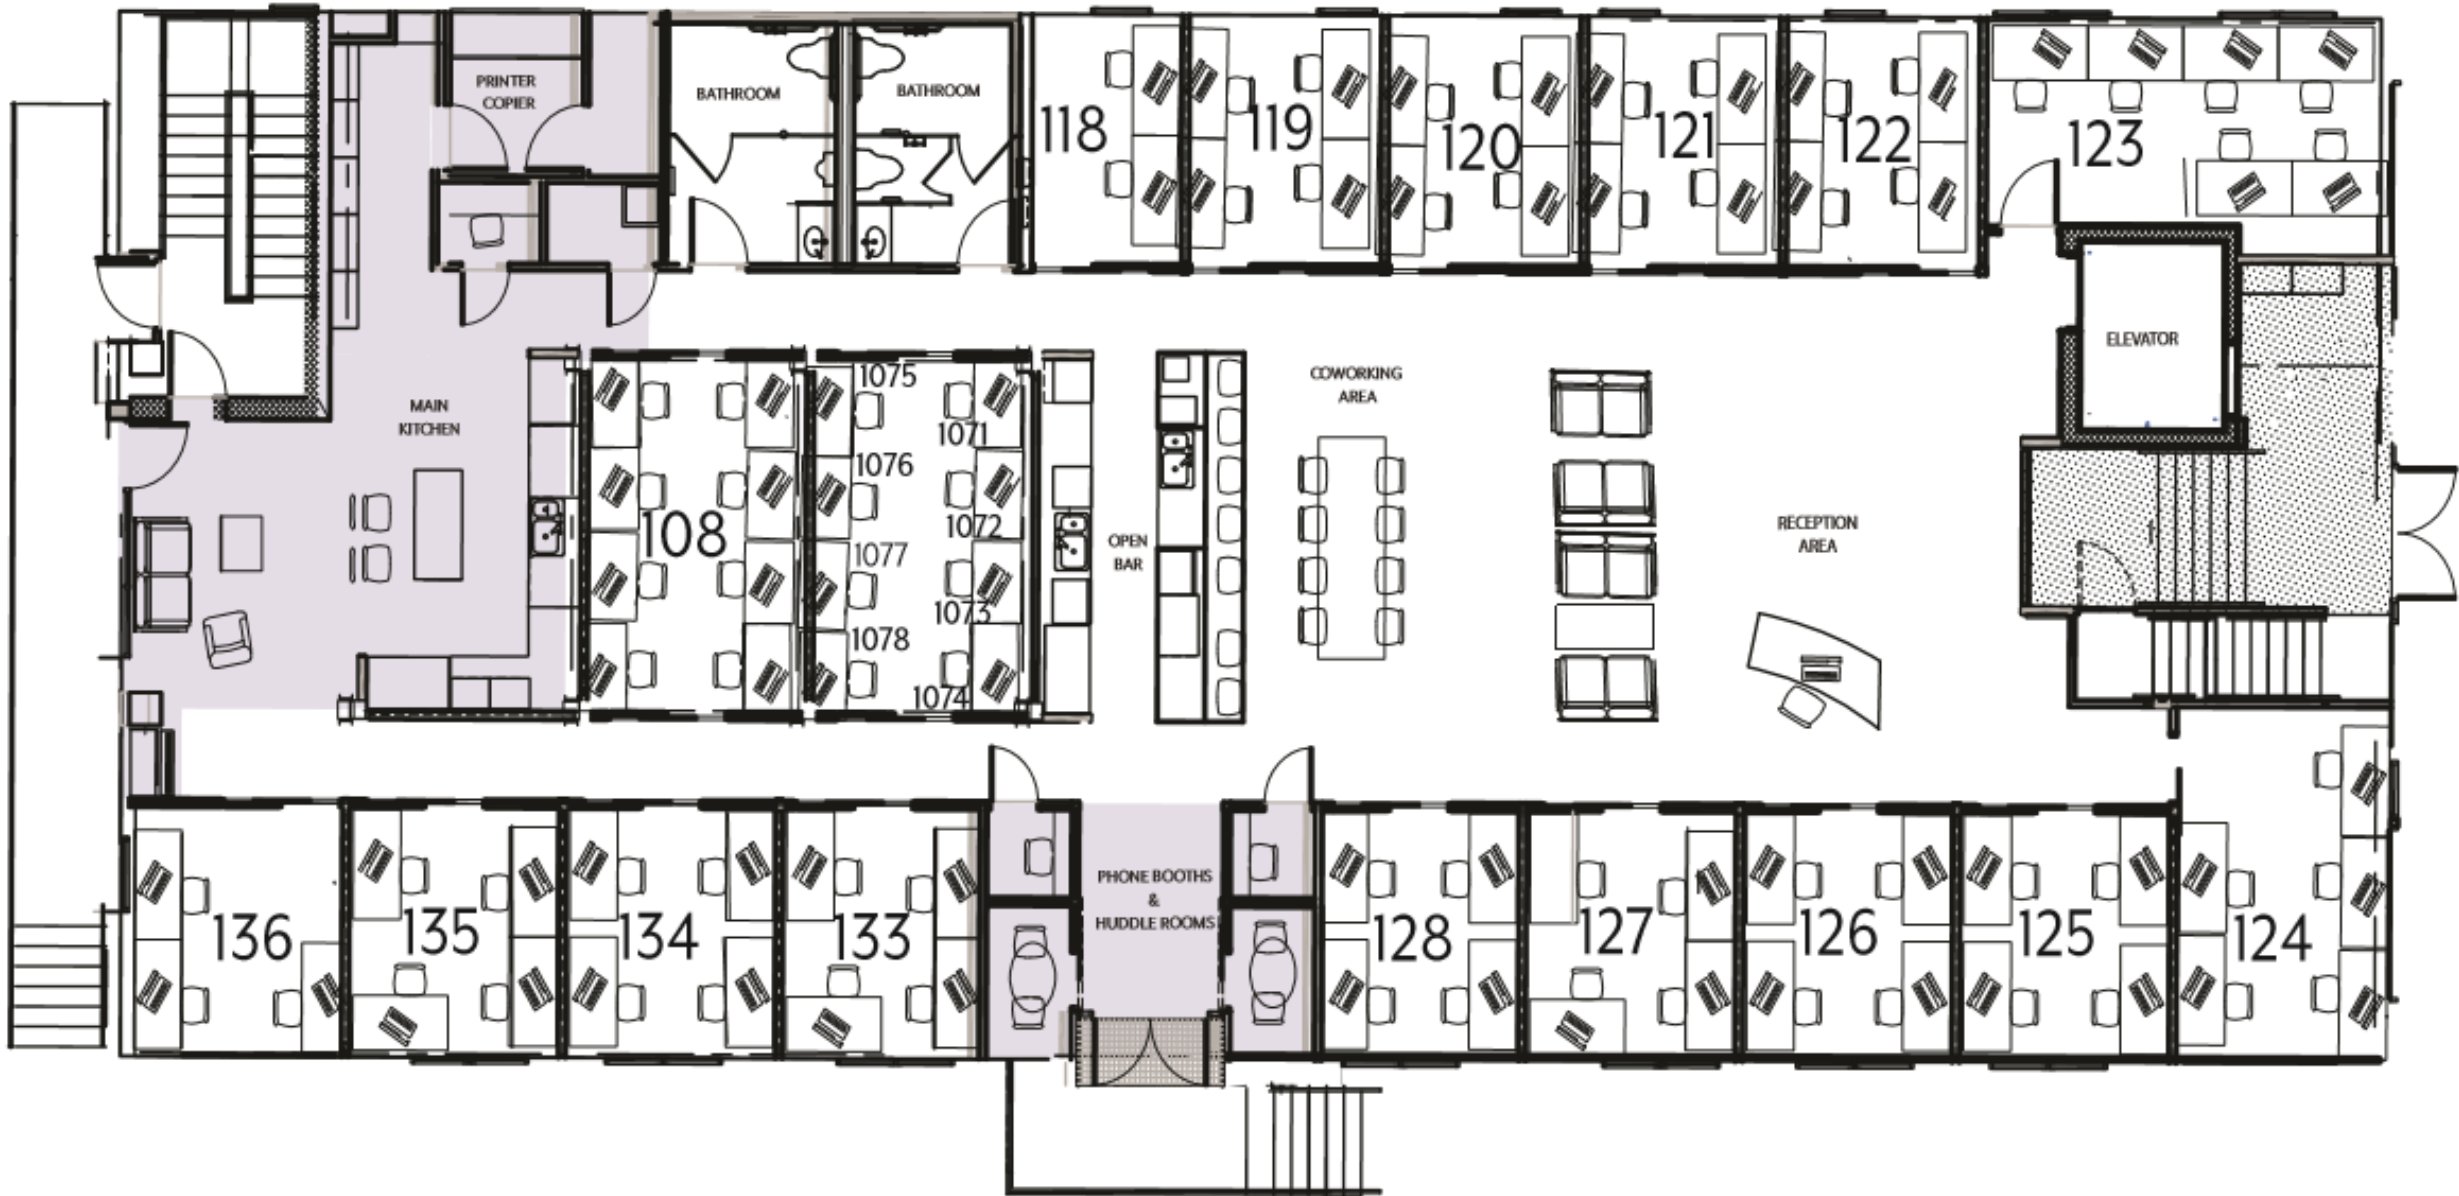 PRINTER
COPIER
BATHROOM
BATHROOM
118
119
120
121
122
123
ELEVATOR
MAIN
KITCHEN
108
1075
1071
1076
1072
1077
1073
1078
1074
OPEN
BAR
COWORKING
AREA
RECEPTION
AREA
136
135
134
133
PHONE BOOTHS
&
HUDDLE ROOMS
128
127
126
125
124